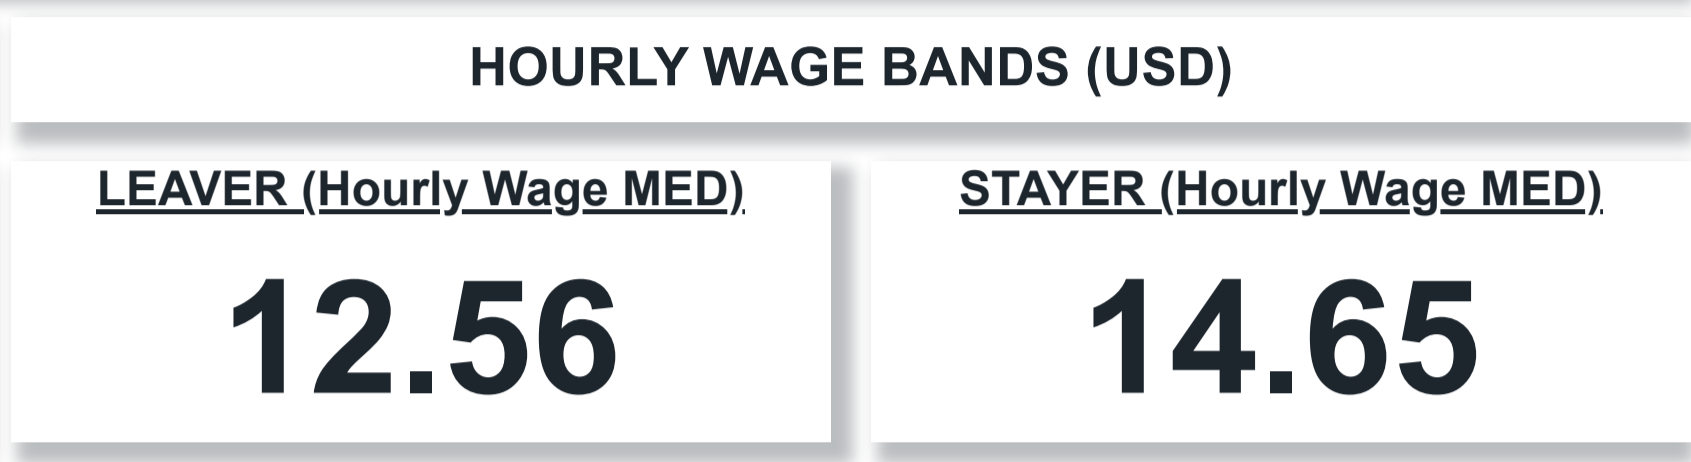 HOURLY WAGE BANDS (USD)
LEAVER (Hourly Wage MED)
12.56
STAYER (Hourly Wage MED)
14.65